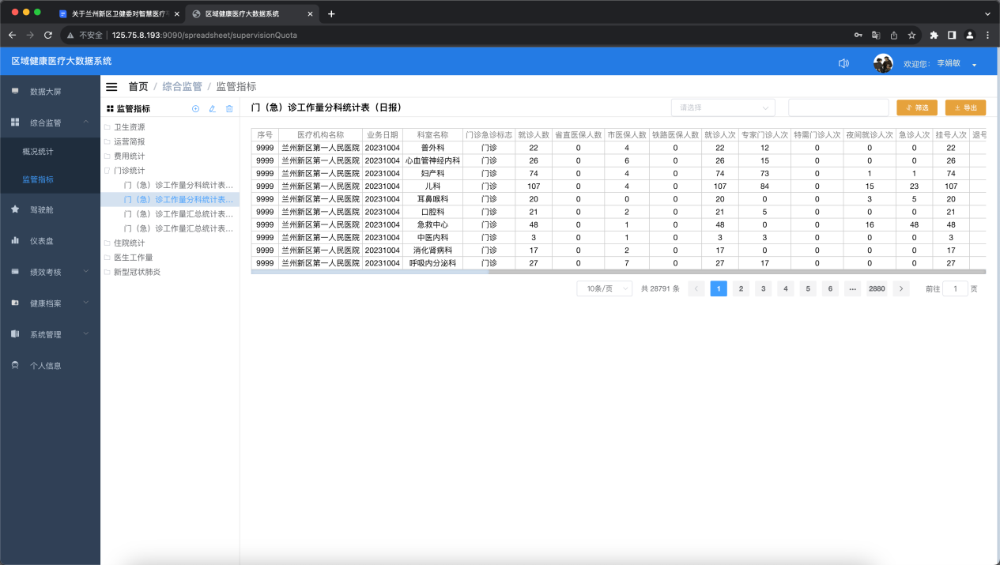 关于兰州新区卫健委对智慧医疗
区域健康医疗大数据系统
不安全 | 125.75.8.193:9090/spreadsheet/supervisionQuota
区域健康医疗大数据系统
欢迎您: 李娟敏
数据大屏
综合监管
概况统计
监管指标
驾驶舱
仪表盘
绩效考核
健康档案
系统管理
个人信息
首页 / 综合监管 / 监管指标
监管指标
卫生资源
运营简报
费用统计
门诊统计
门（急）诊工作量分科统计表...
门（急）诊工作量分科统计表...
门（急）诊工作量汇总统计表...
门（急）诊工作量汇总统计表...
住院统计
医生工作量
新型冠状肺炎
门（急）诊工作量分科统计表（日报）
请选择
筛选
导出
序号 医疗机构名称 业务日期 科室名称 门诊急诊标志 就诊人数 省直医保人数 市医保人数 铁路医保人数 就诊人次 专家门诊人次 特需门诊人次 夜间就诊人次 急诊人次 挂号人次 退号
9999 兰州新区第一人民医院 20231004 普外科 门诊 22 0 4 0 22 12 0 0 0 22
9999 兰州新区第一人民医院 20231004 心血管神经内科 门诊 26 0 6 0 26 15 0 0 0 26
9999 兰州新区第一人民医院 20231004 妇产科 门诊 74 0 4 0 74 73 0 1 1 74
9999 兰州新区第一人民医院 20231004 儿科 门诊 107 0 4 0 107 84 0 15 23 107
9999 兰州新区第一人民医院 20231004 耳鼻喉科 门诊 20 0 0 0 20 0 0 3 5 20
9999 兰州新区第一人民医院 20231004 口腔科 门诊 21 0 2 0 21 5 0 0 0 21
9999 兰州新区第一人民医院 20231004 急救中心 门诊 48 0 1 0 48 0 0 16 48 48
9999 兰州新区第一人民医院 20231004 中医内科 门诊 3 0 1 0 3 3 0 0 0 3
9999 兰州新区第一人民医院 20231004 消化肾病科 门诊 17 0 2 0 17 0 0 0 0 17
9999 兰州新区第一人民医院 20231004 呼吸内分泌科 门诊 27 0 7 0 27 17 0 0 0 27
10条/页 共 28791 条 1 2 3 4 5 6 ... 2880 前往 1 页